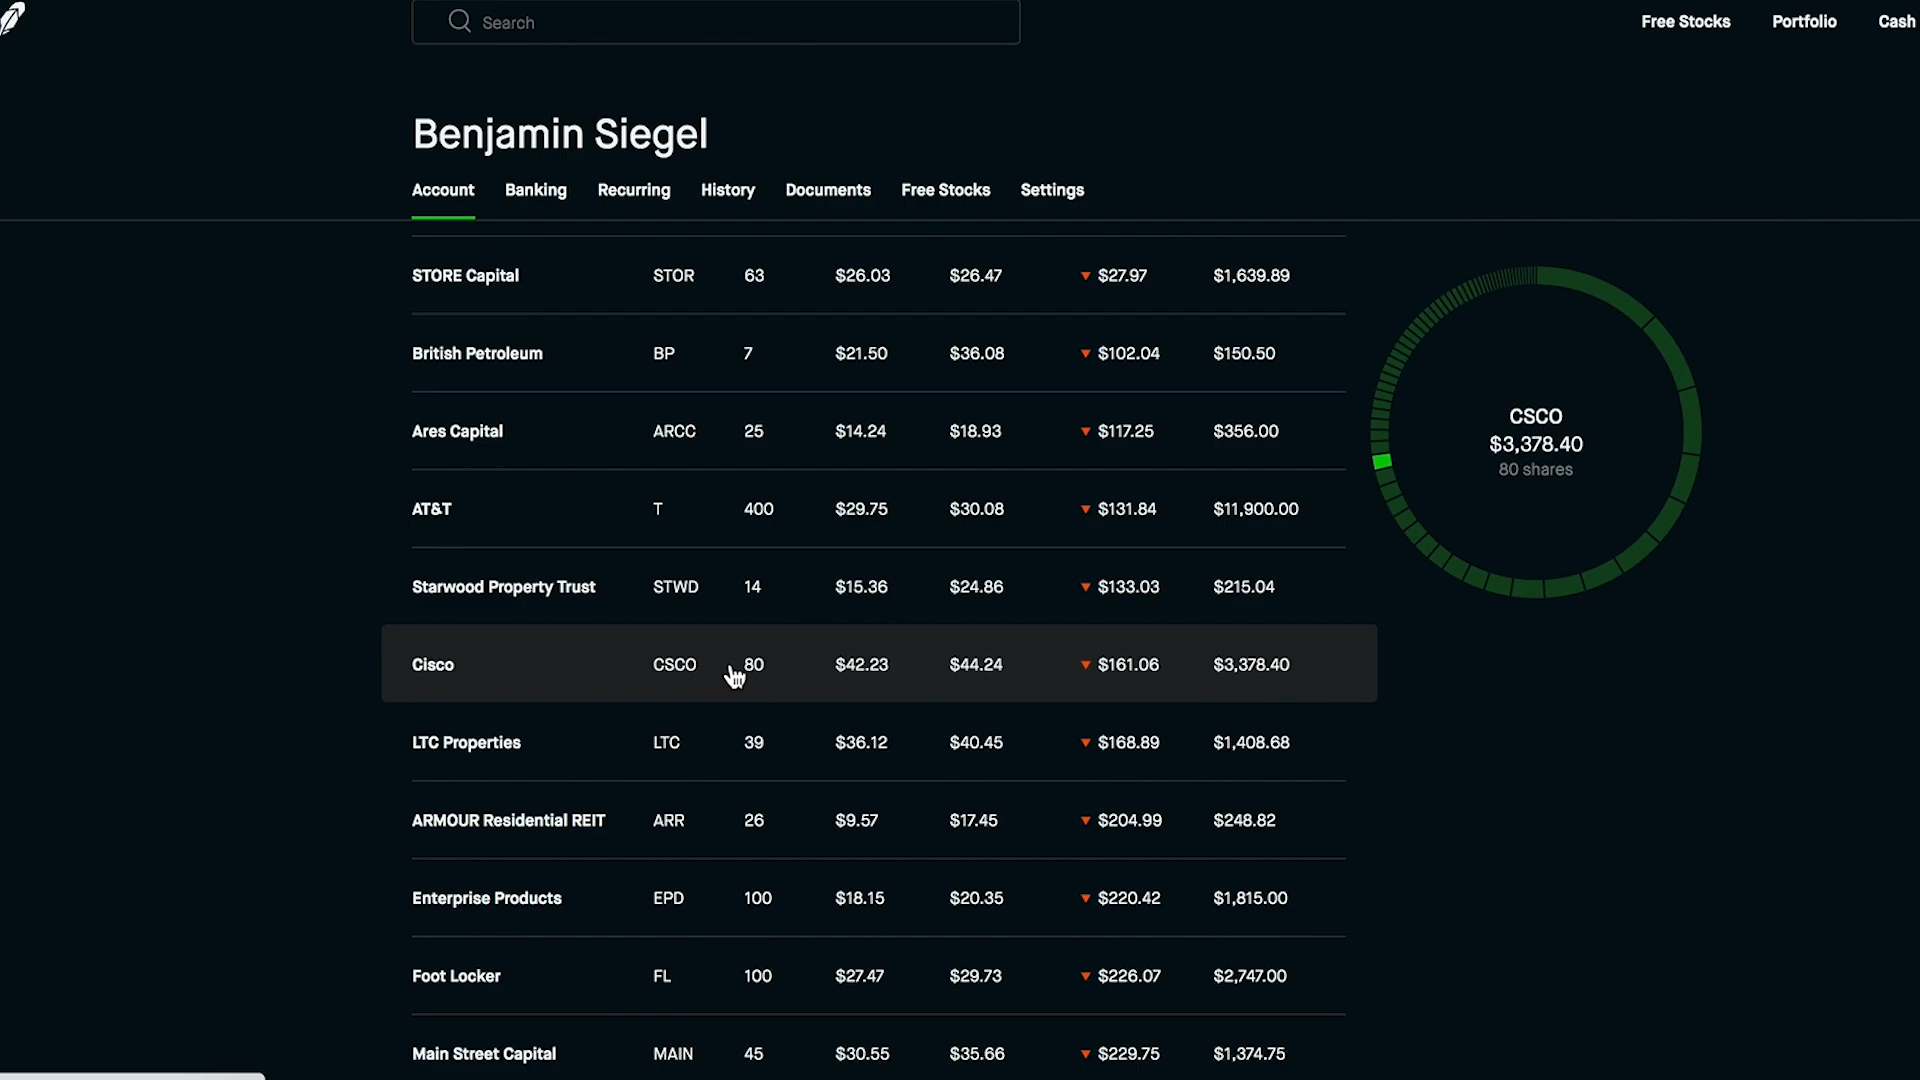 Search
Free Stocks Portfolio Cash
Benjamin Siegel
Account Banking Recurring History Documents Free Stocks Settings
STORE Capital STOR 63 $26.03 $26.47 $27.97 $1,639.89
British Petroleum BP 7 $21.50 $36.08 $102.04 $150.50
Ares Capital ARCC 25 $14.24 $18.93 $117.25 $356.00
AT&T T 400 $29.75 $30.08 $131.84 $11,900.00
Starwood Property Trust STWD 14 $15.36 $24.86 $133.03 $215.04
Cisco CSCO 80 $42.23 $44.24 $161.06 $3,378.40
LTC Properties LTC 39 $36.12 $40.45 $168.89 $1,408.68
ARMOUR Residential REIT ARR 26 $9.57 $17.45 $204.99 $248.82
Enterprise Products EPD 100 $18.15 $20.35 $220.42 $1,815.00
Foot Locker FL 100 $27.47 $29.73 $226.07 $2,747.00
Main Street Capital MAIN 45 $30.55 $35.66 $229.75 $1,374.75
CSCO
$3,378.40
80 shares